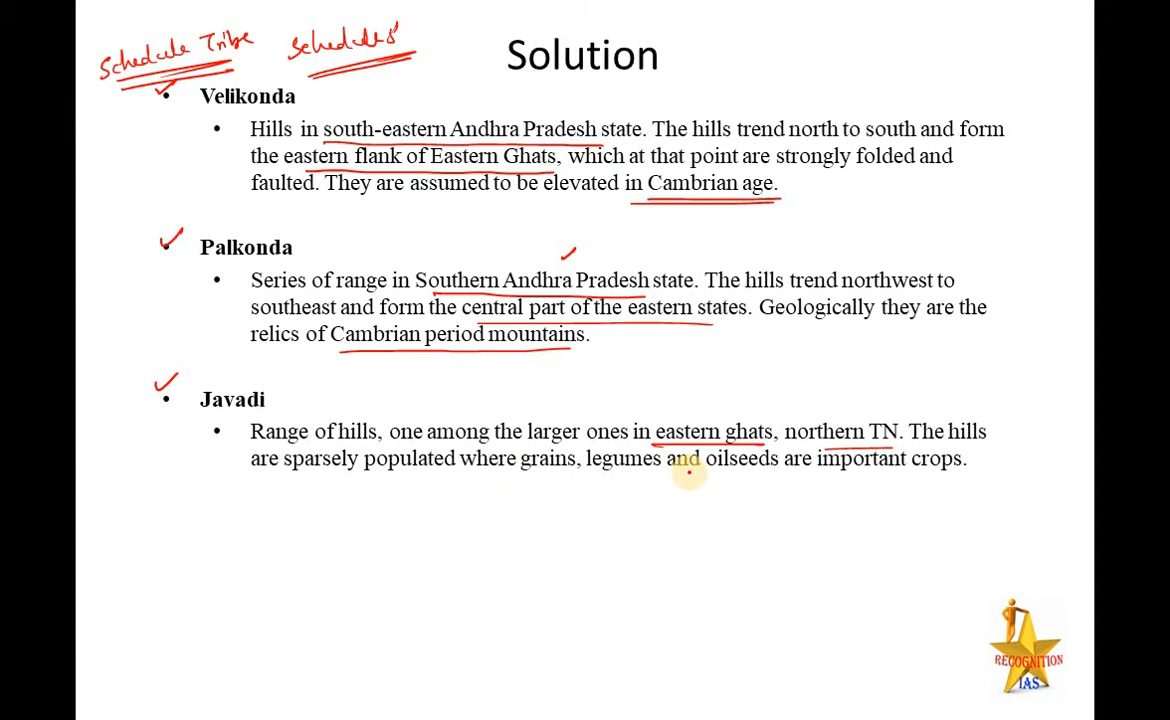 Schedule Tribe Schedules
Solution
• Velikonda
• Hills in south-eastern Andhra Pradesh state. The hills trend north to south and form
the eastern flank of Eastern Ghats, which at that point are strongly folded and
faulted. They are assumed to be elevated in Cambrian age.
• Palkonda
• Series of range in Southern Andhra Pradesh state. The hills trend northwest to
southeast and form the central part of the eastern states. Geologically they are the
relics of Cambrian period mountains.
• Javadi
• Range of hills, one among the larger ones in eastern ghats, northern TN. The hills
are sparsely populated where grains, legumes and oilseeds are important crops.
RECOGNITION
IAS